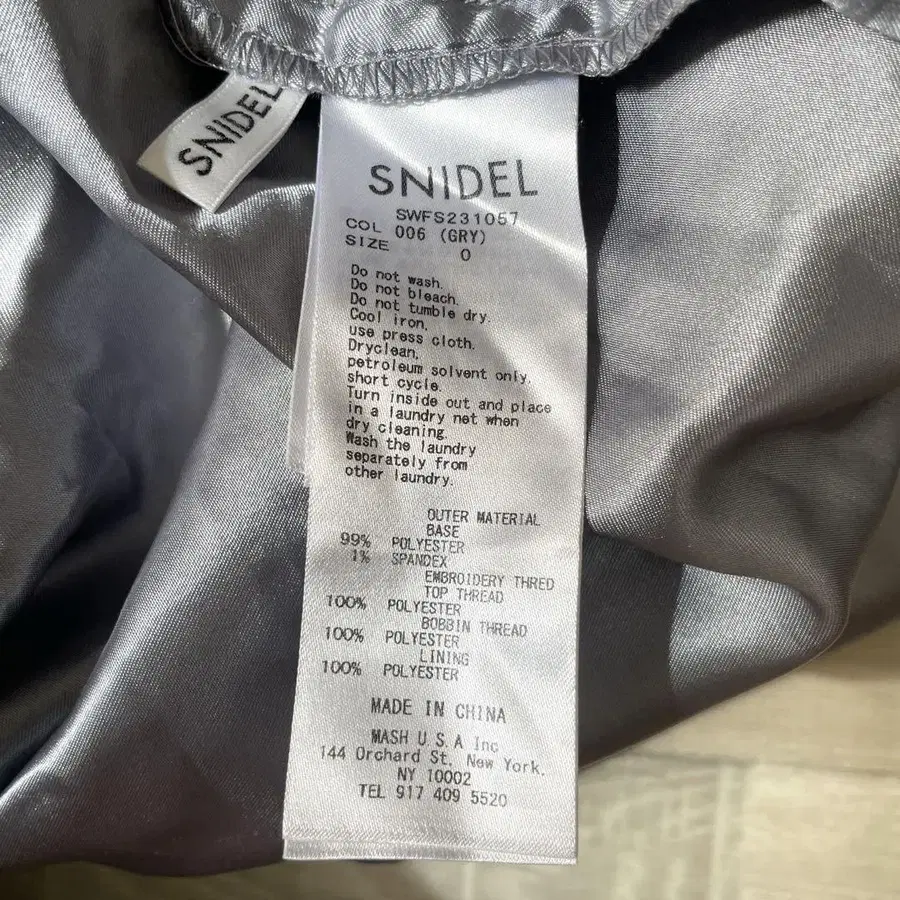 SNIDEL
SNIDEL
SWFS231057
COL 006 (GRY)
SIZE 0
Do not wash.
Do not bleach.
Do not tumble dry.
Cool iron,
use press cloth.
Dryclean,
petroleum solvent only,
short cycle.
Turn inside out and place
in a laundry net when
dry cleaning.
Wash the laundry
separately from
other laundry.
OUTER MATERIAL
BASE
99% POLYESTER
1% SPANDEX
EMBROIDERY THRED
TOP THREAD
100% POLYESTER
BOBBIN THREAD
100% POLYESTER
LINING
100% POLYESTER
MADE IN CHINA
MASH U.S.A Inc
144 Orchard St, New York,
NY 10002
TEL 917 409 5520